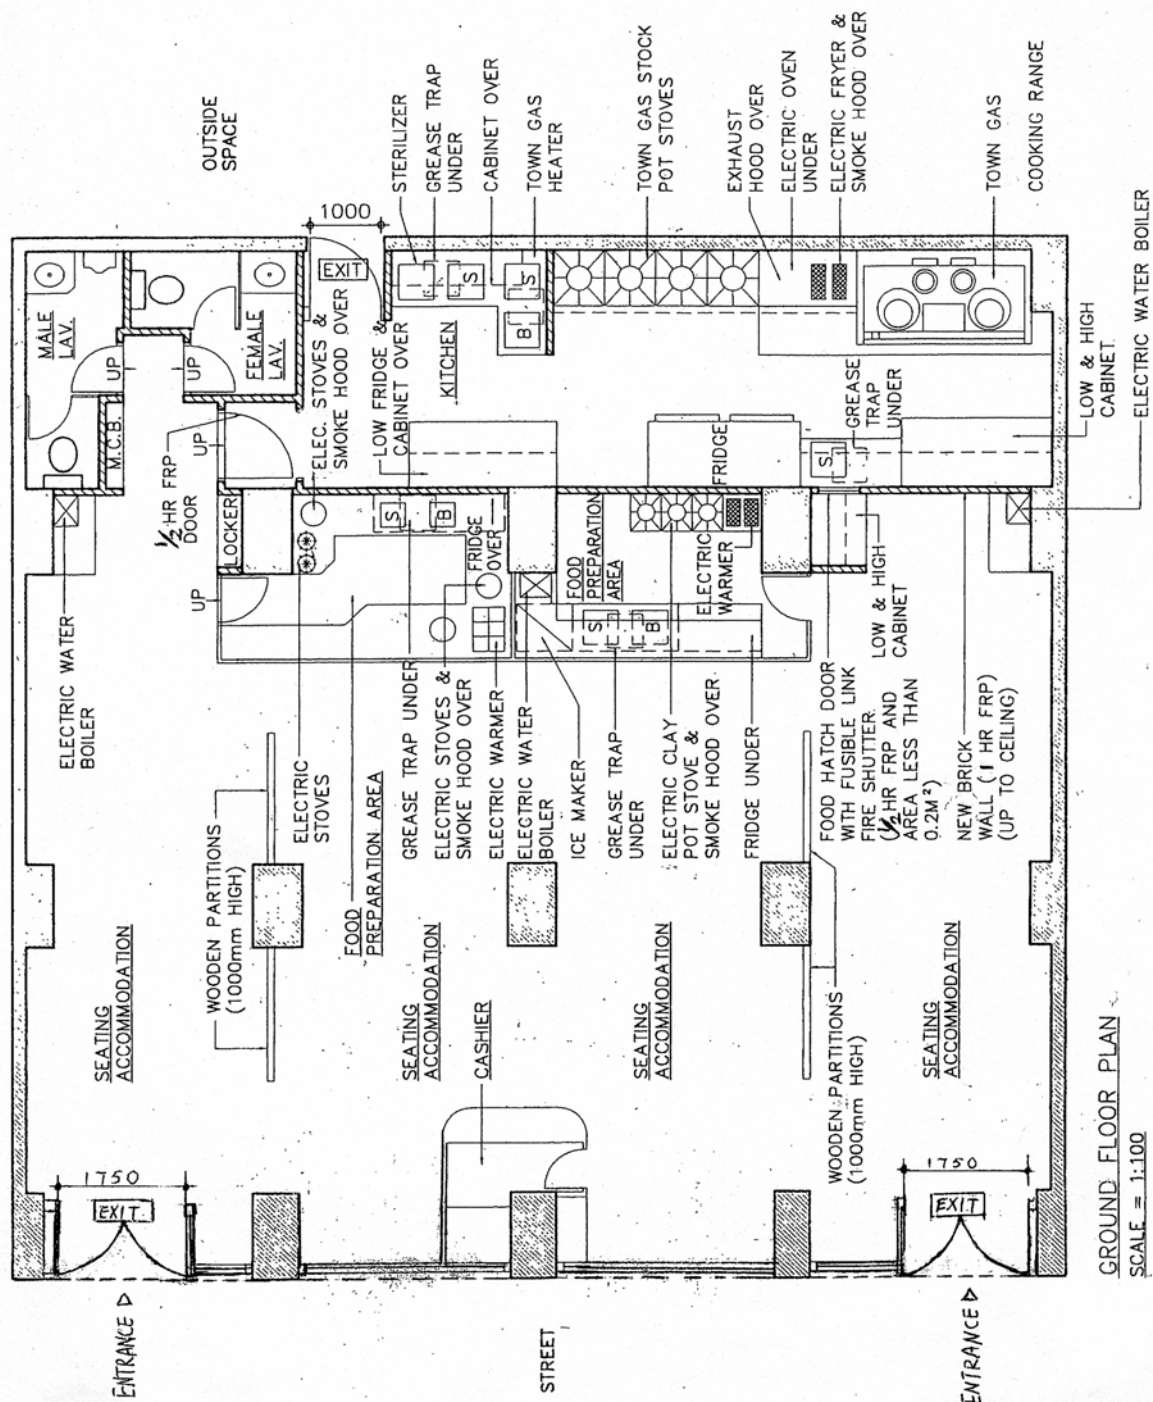 OUTSIDE
SPACE
MALE
LAV.
UP
UP
FEMALE
LAV.
M.C.B.
UP
½ HR FRP
DOOR
LOCKER
UP
ELECTRIC WATER
BOILER
EXIT
1000
ELEC. STOVES &
SMOKE HOOD OVER
LOW FRIDGE &
CABINET OVER
KITCHEN
STERILIZER
GREASE TRAP
UNDER
CABINET OVER
TOWN GAS
HEATER
S
S
B
TOWN GAS STOCK
POT STOVES
EXHAUST
HOOD OVER
ELECTRIC OVEN
UNDER
ELECTRIC FRYER &
SMOKE HOOD OVER
TOWN GAS
COOKING RANGE
FRIDGE
S
GREASE
TRAP
UNDER
LOW & HIGH
CABINET
ELECTRIC WATER BOILER
S
B
FRIDGE
OVER
FOOD
PREPARATION
AREA
S
B
ELECTRIC
WARMER
WOODEN PARTITIONS
(1000mm HIGH)
ELECTRIC
STOVES
FOOD
PREPARATION AREA
GREASE TRAP UNDER
ELECTRIC STOVES &
SMOKE HOOD OVER
ELECTRIC WARMER
ELECTRIC WATER
BOILER
ICE MAKER
GREASE TRAP
UNDER
ELECTRIC CLAY
POT STOVE &
SMOKE HOOD OVER
FRIDGE UNDER
FOOD HATCH DOOR
WITH FUSIBLE LINK
FIRE SHUTTER
(½ HR FRP AND
AREA LESS THAN
0.2M²)
LOW & HIGH
CABINET
NEW BRICK
WALL (1 HR FRP)
(UP TO CEILING)
SEATING
ACCOMMODATION
SEATING
ACCOMMODATION
SEATING
ACCOMMODATION
SEATING
ACCOMMODATION
CASHIER
WOODEN PARTITIONS
(1000mm HIGH)
1750
EXIT
1750
EXIT
ENTRANCE
STREET
ENTRANCE
GROUND FLOOR PLAN
SCALE = 1:100